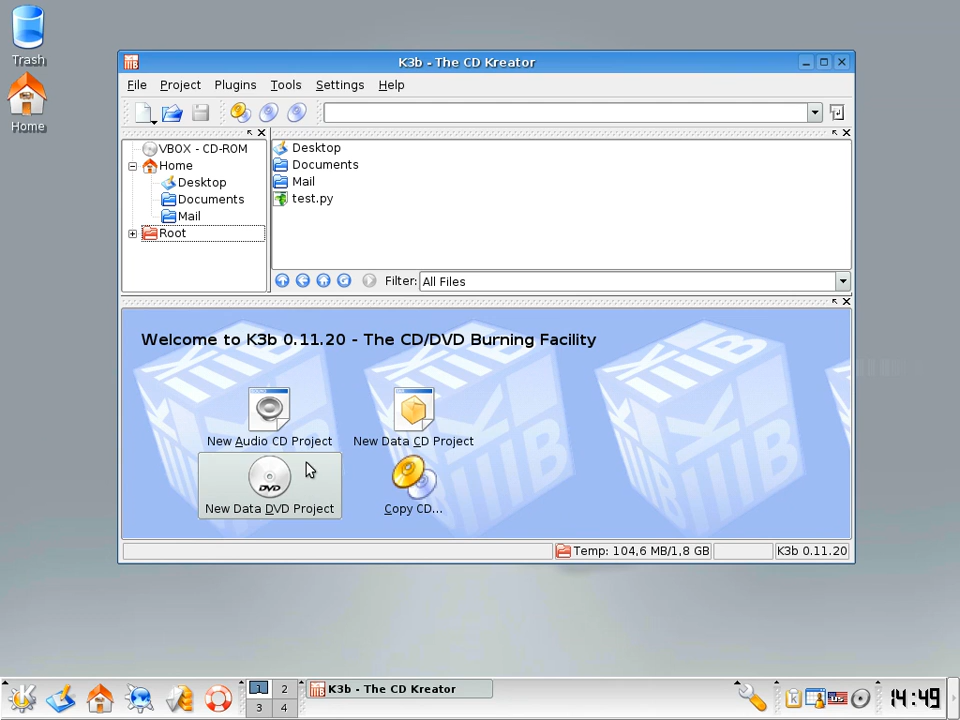 Trash
Home
K3b - The CD Kreator
File Project Plugins Tools Settings Help
VBOX - CD-ROM
Home
Desktop
Documents
Mail
Root
Desktop
Documents
Mail
test.py
Filter: All Files
Welcome to K3b 0.11.20 - The CD/DVD Burning Facility
New Audio CD Project
New Data CD Project
DVD
New Data DVD Project
Copy CD...
Temp: 104,6 MB/1,8 GB
K3b 0.11.20
1 2
3 4
K3b - The CD Kreator
14:49